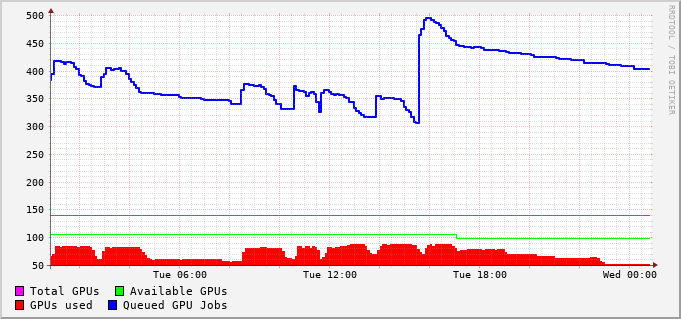 500
450
400
350
300
250
200
150
100
50
Tue 06:00 Tue 12:00 Tue 18:00 Wed 00:00
Total GPUs Available GPUs
GPUs used Queued GPU Jobs
RRDTOOL / TOBI OETIKER